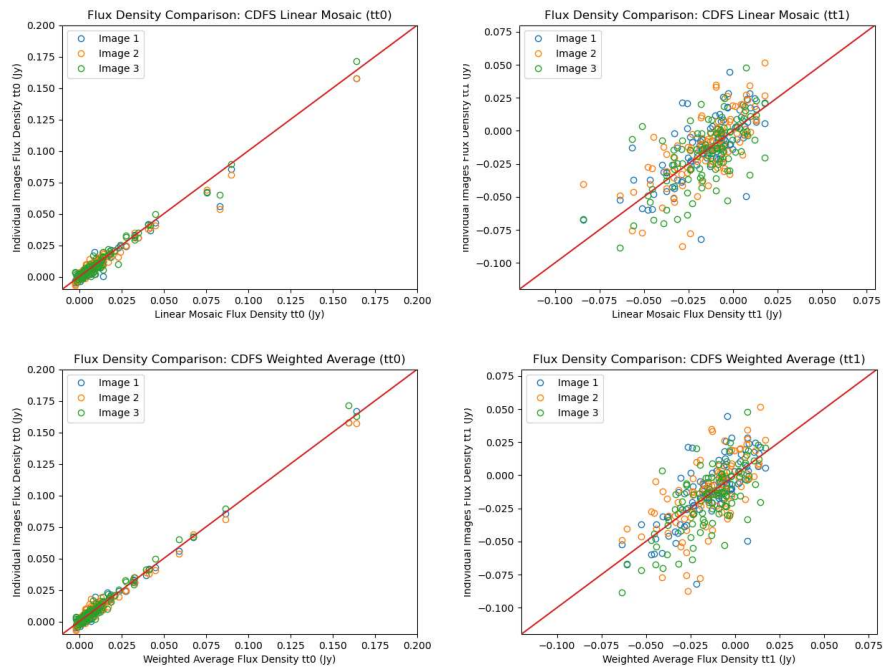 Flux Density Comparison: CDFS Linear Mosaic (tt0)
Individual Images Flux Density tt0 (Jy)
0.200
0.175
0.150
0.125
0.100
0.075
0.050
0.025
0.000
Image 1
Image 2
Image 3
0.000 0.025 0.050 0.075 0.100 0.125 0.150 0.175 0.200
Linear Mosaic Flux Density tt0 (Jy)
Flux Density Comparison: CDFS Linear Mosaic (tt1)
Individual Images Flux Density tt1 (Jy)
0.075
0.050
0.025
0.000
−0.025
−0.050
−0.075
−0.100
Image 1
Image 2
Image 3
−0.100 −0.075 −0.050 −0.025 0.000 0.025 0.050 0.075
Linear Mosaic Flux Density tt1 (Jy)
Flux Density Comparison: CDFS Weighted Average (tt0)
Individual Images Flux Density tt0 (Jy)
0.200
0.175
0.150
0.125
0.100
0.075
0.050
0.025
0.000
Image 1
Image 2
Image 3
0.000 0.025 0.050 0.075 0.100 0.125 0.150 0.175 0.200
Weighted Average Flux Density tt0 (Jy)
Flux Density Comparison: CDFS Weighted Average (tt1)
Individual Images Flux Density tt1 (Jy)
0.075
0.050
0.025
0.000
−0.025
−0.050
−0.075
−0.100
Image 1
Image 2
Image 3
−0.100 −0.075 −0.050 −0.025 0.000 0.025 0.050 0.075
Weighted Average Flux Density tt1 (Jy)